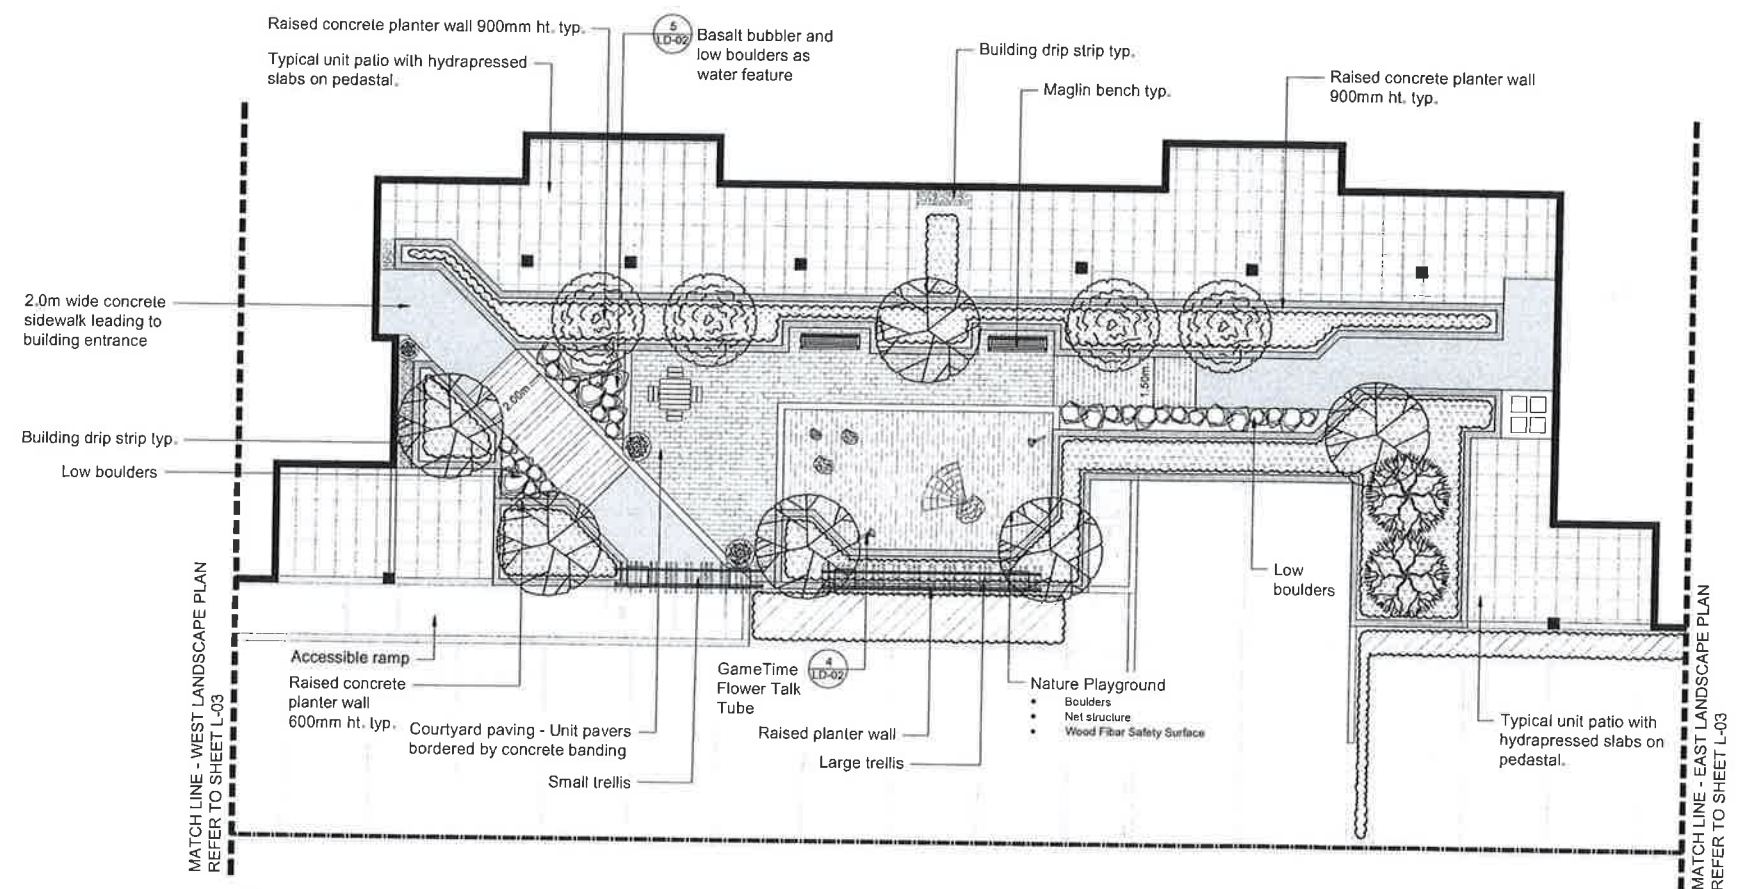 Raised concrete planter wall 900mm ht. typ.
5
LD-02
Basalt bubbler and
low boulders as
water feature
Typical unit patio with hydrapressed
slabs on pedastal.
Building drip strip typ.
Maglin bench typ.
Raised concrete planter wall
900mm ht. typ.
2.0m wide concrete
sidewalk leading to
building entrance
2.00m
1.50m
Building drip strip typ.
Low boulders
Low
boulders
MATCH LINE - WEST LANDSCAPE PLAN
REFER TO SHEET L-03
MATCH LINE - EAST LANDSCAPE PLAN
REFER TO SHEET L-03
Accessible ramp
Raised concrete
planter wall
600mm ht. typ.
Courtyard paving - Unit pavers
bordered by concrete banding
Small trellis
GameTime
Flower Talk
Tube
4
LD-02
Raised planter wall
Large trellis
Nature Playground
• Boulders
• Net structure
• Wood Fibar Safety Surface
Typical unit patio with
hydrapressed slabs on
pedastal.